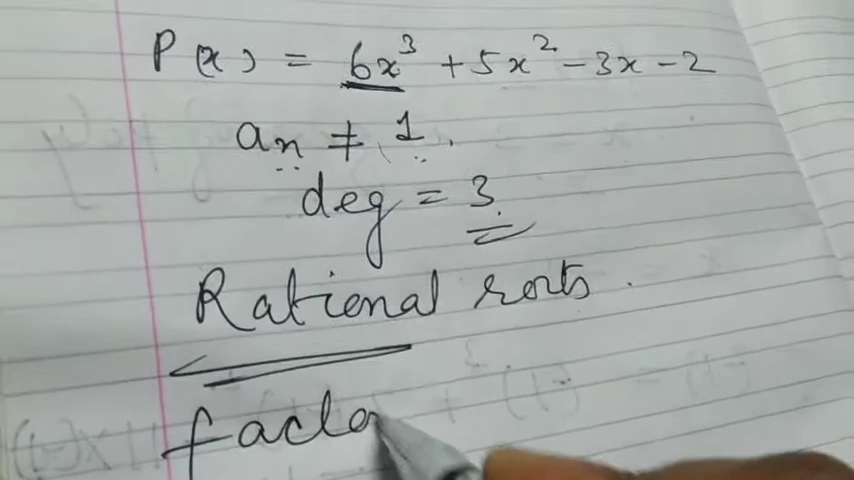 P(x) = 6x³ + 5x² - 3x - 2
an ≠ 1.
deg = 3
Rational roots.
facto